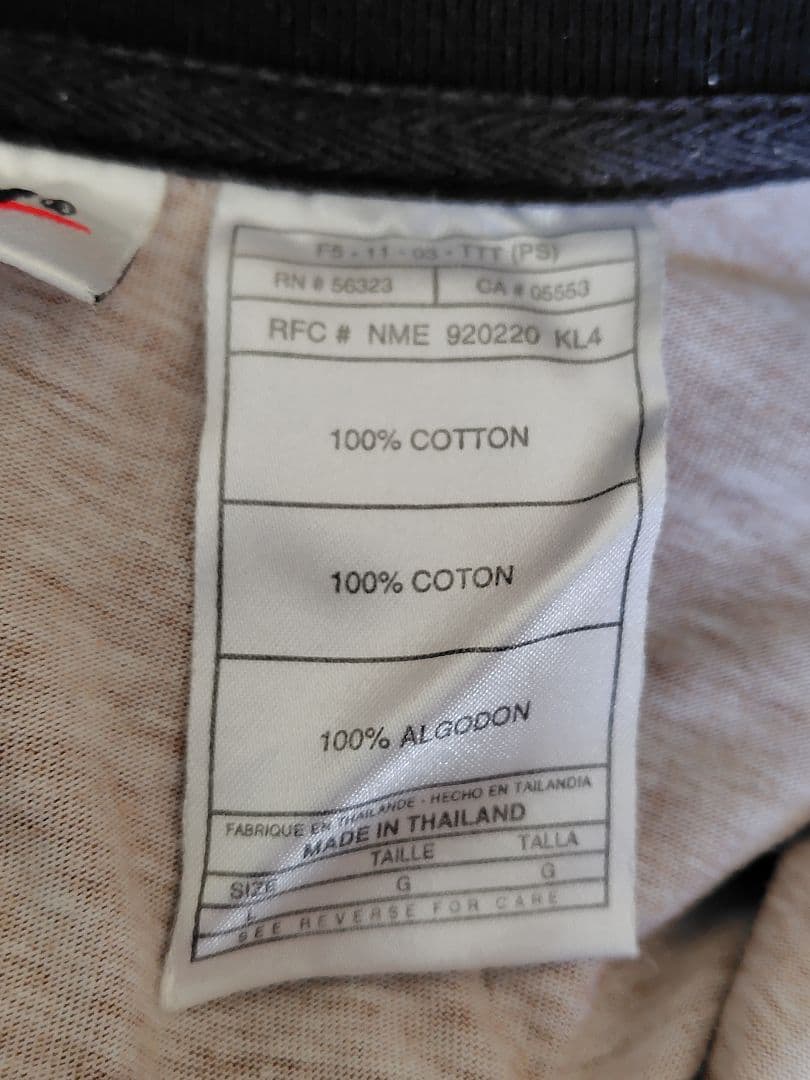 F5 - 11 - 03 - TTT (PS)
RN # 56323 CA # 05553
RFC # NME 920220 KL4
100% COTTON
100% COTON
100% ALGODON
FABRIQUE EN THAILANDE - HECHO EN TAILANDIA
MADE IN THAILAND
SIZE TAILLE TALLA
L G G
SEE REVERSE FOR CARE